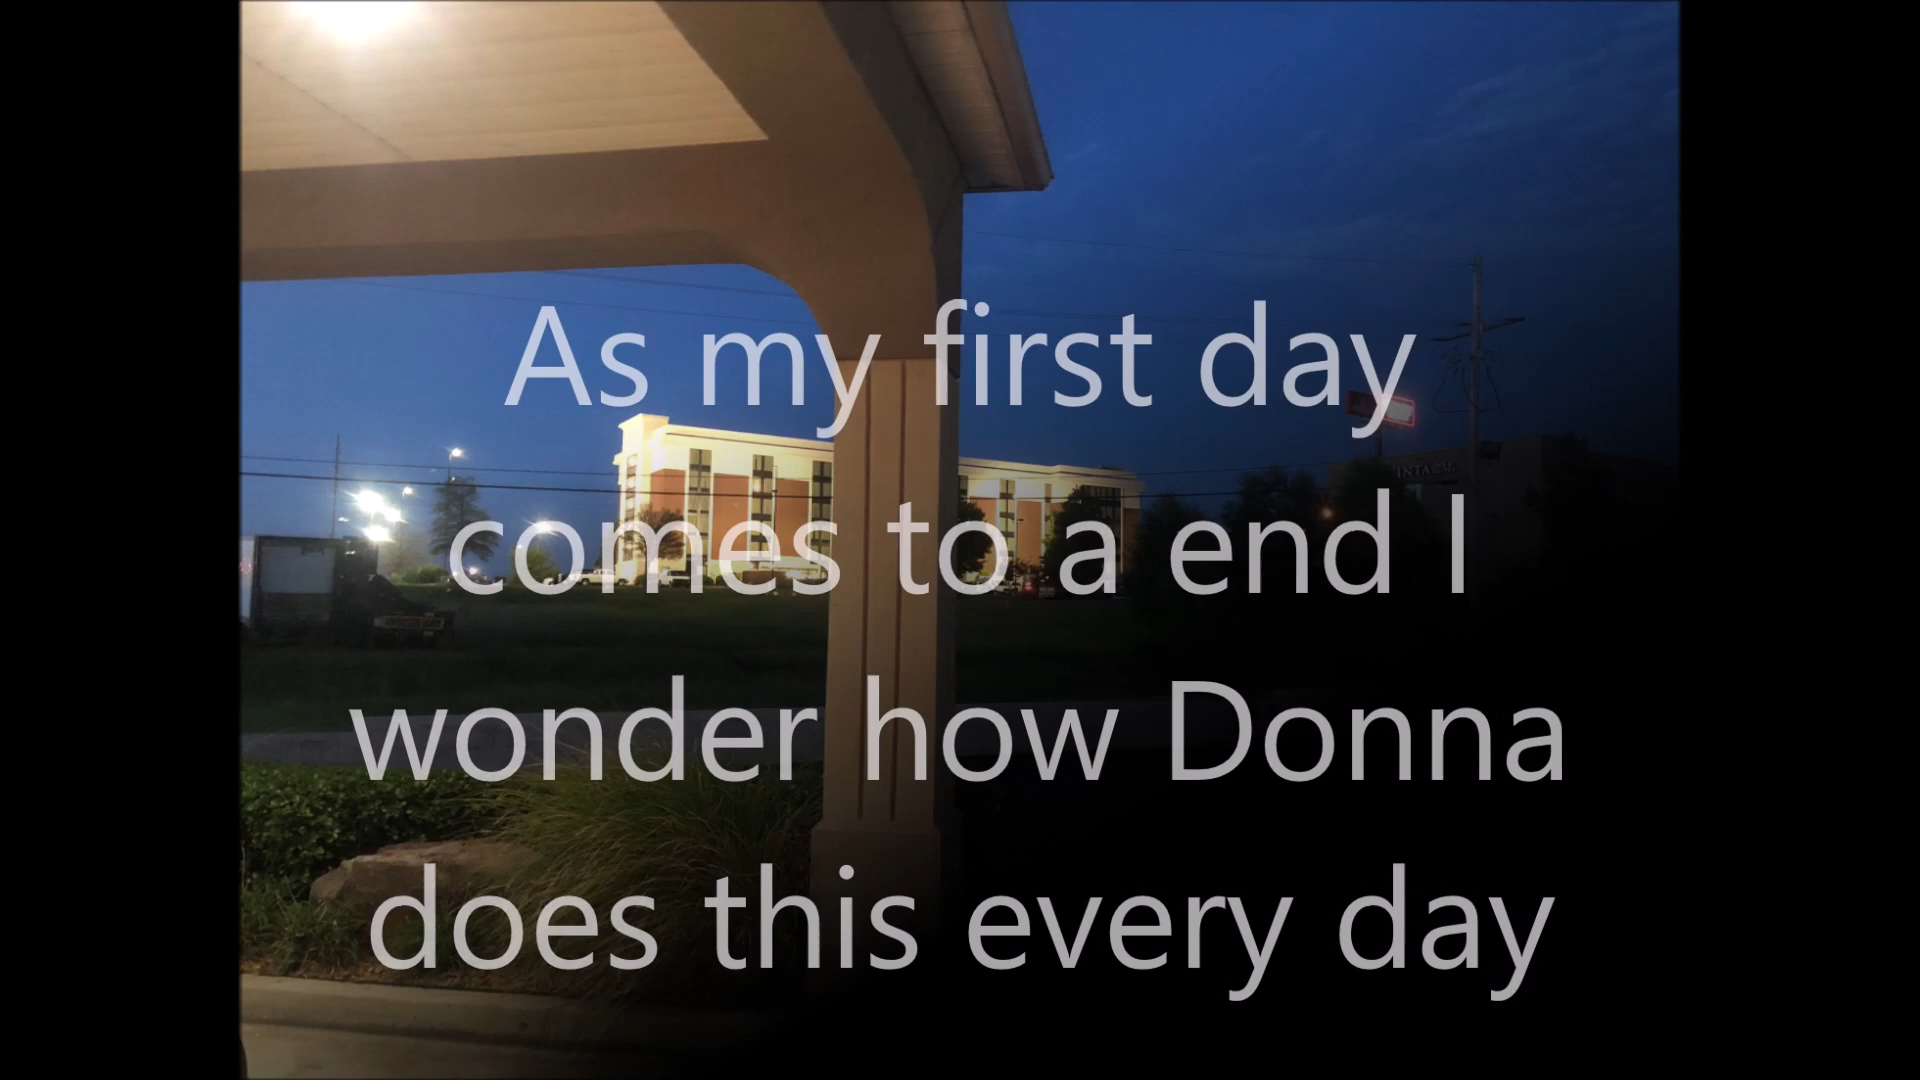 As my first day
comes to a end I
wonder how Donna
does this every day